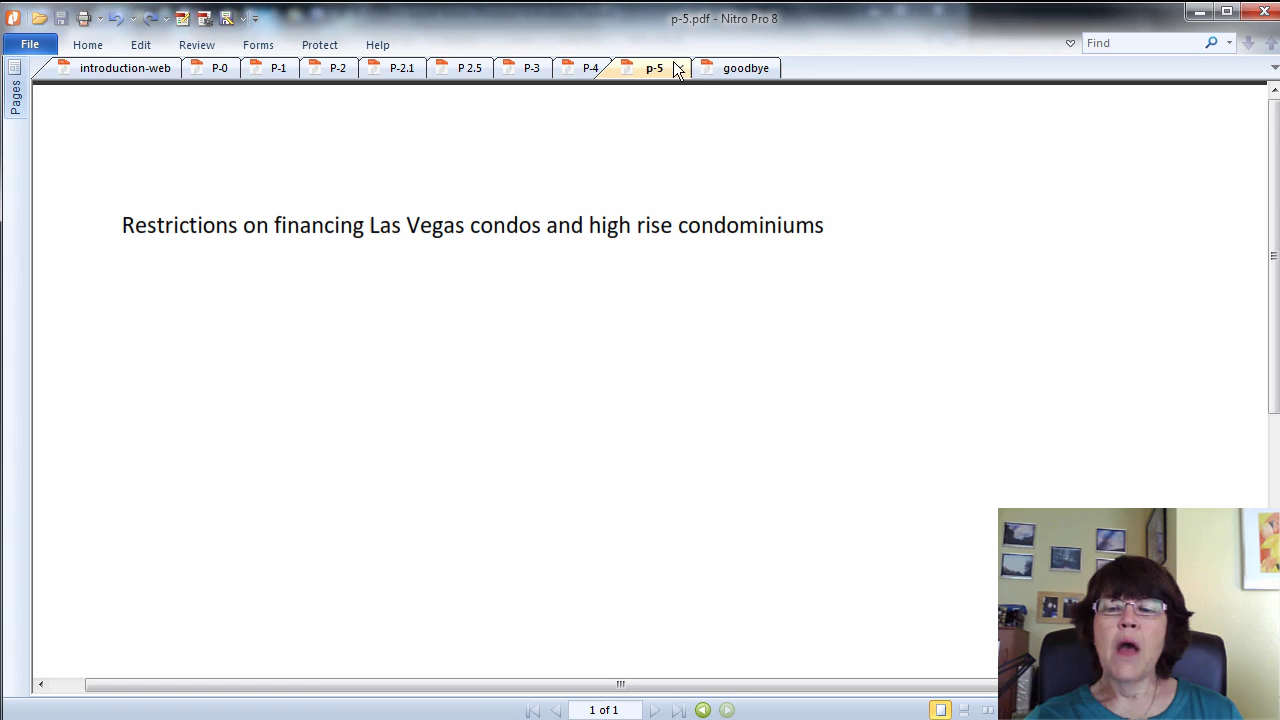 p-5.pdf - Nitro Pro 8
File Home Edit Review Forms Protect Help Find
introduction-web P-0 P-1 P-2 P-2.1 P 2.5 P-3 P-4 p-5 goodbye
Pages
Restrictions on financing Las Vegas condos and high rise condominiums
1 of 1